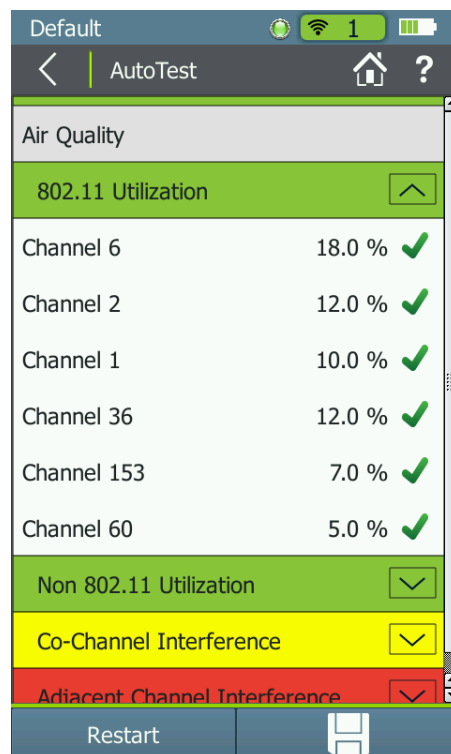 Default
1
AutoTest
?
Air Quality
802.11 Utilization
Channel 6 18.0 %
Channel 2 12.0 %
Channel 1 10.0 %
Channel 36 12.0 %
Channel 153 7.0 %
Channel 60 5.0 %
Non 802.11 Utilization
Co-Channel Interference
Adjacent Channel Interference
Restart